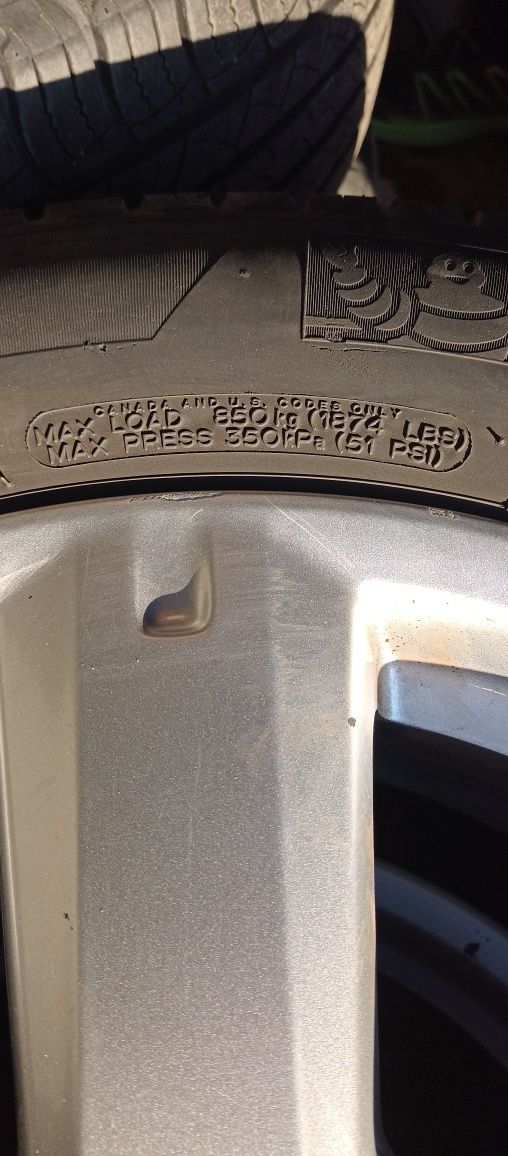 CANADA AND U.S. CODES ONLY
MAX LOAD 850 kg (1874 LBS)
MAX PRESS 350 kPa (51 PSI)